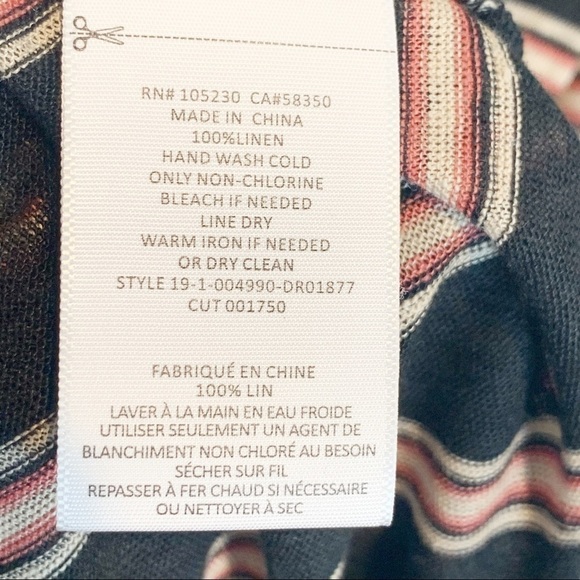 RN# 105230 CA#58350
MADE IN CHINA
100%LINEN
HAND WASH COLD
ONLY NON-CHLORINE
BLEACH IF NEEDED
LINE DRY
WARM IRON IF NEEDED
OR DRY CLEAN
STYLE 19-1-004990-DR01877
CUT 001750
FABRIQUÉ EN CHINE
100% LIN
LAVER À LA MAIN EN EAU FROIDE
UTILISER SEULEMENT UN AGENT DE
BLANCHIMENT NON CHLORÉ AU BESOIN
SÉCHER SUR FIL
REPASSER À FER CHAUD SI NÉCESSAIRE
OU NETTOYER À SEC